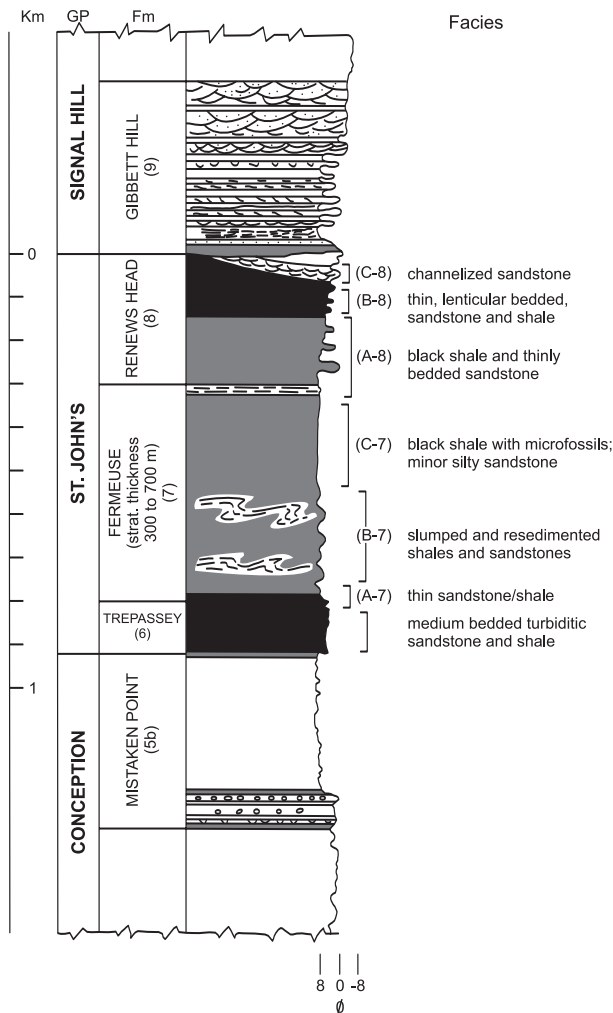 Km GP Fm Facies
SIGNAL HILL
GIBBETT HILL
(9)
0
RENEWS HEAD
(8)
(C-8) channelized sandstone
(B-8) thin, lenticular bedded,
sandstone and shale
(A-8) black shale and thinly
bedded sandstone
ST. JOHN'S
FERMEUSE
(strat. thickness
300 to 700 m)
(7)
(C-7) black shale with microfossils;
minor silty sandstone
(B-7) slumped and resedimented
shales and sandstones
(A-7) thin sandstone/shale
TREPASSEY
(6)
medium bedded turbiditic
sandstone and shale
1
CONCEPTION
MISTAKEN POINT
(5b)
8 0 -8
ø